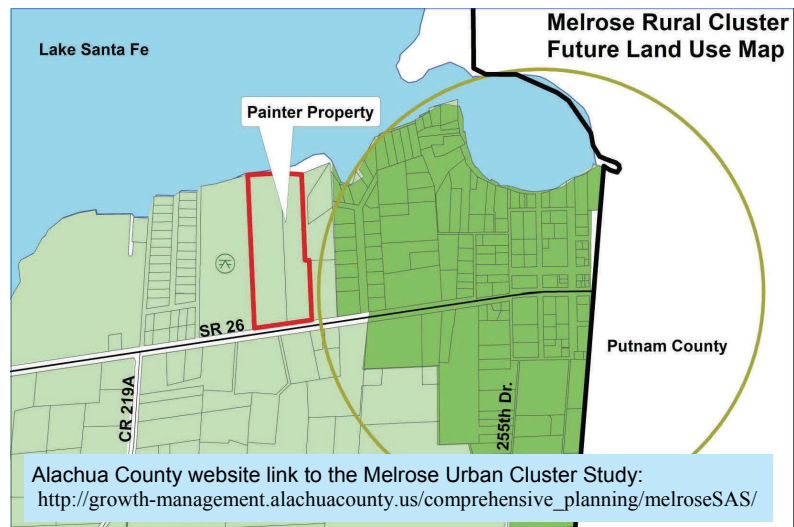 Melrose Rural Cluster
Future Land Use Map
Lake Santa Fe
Painter Property
SR 26
Putnam County
CR 219A
255th Dr.
Alachua County website link to the Melrose Urban Cluster Study:
http://growth-management.alachuacounty.us/comprehensive_planning/melroseSAS/